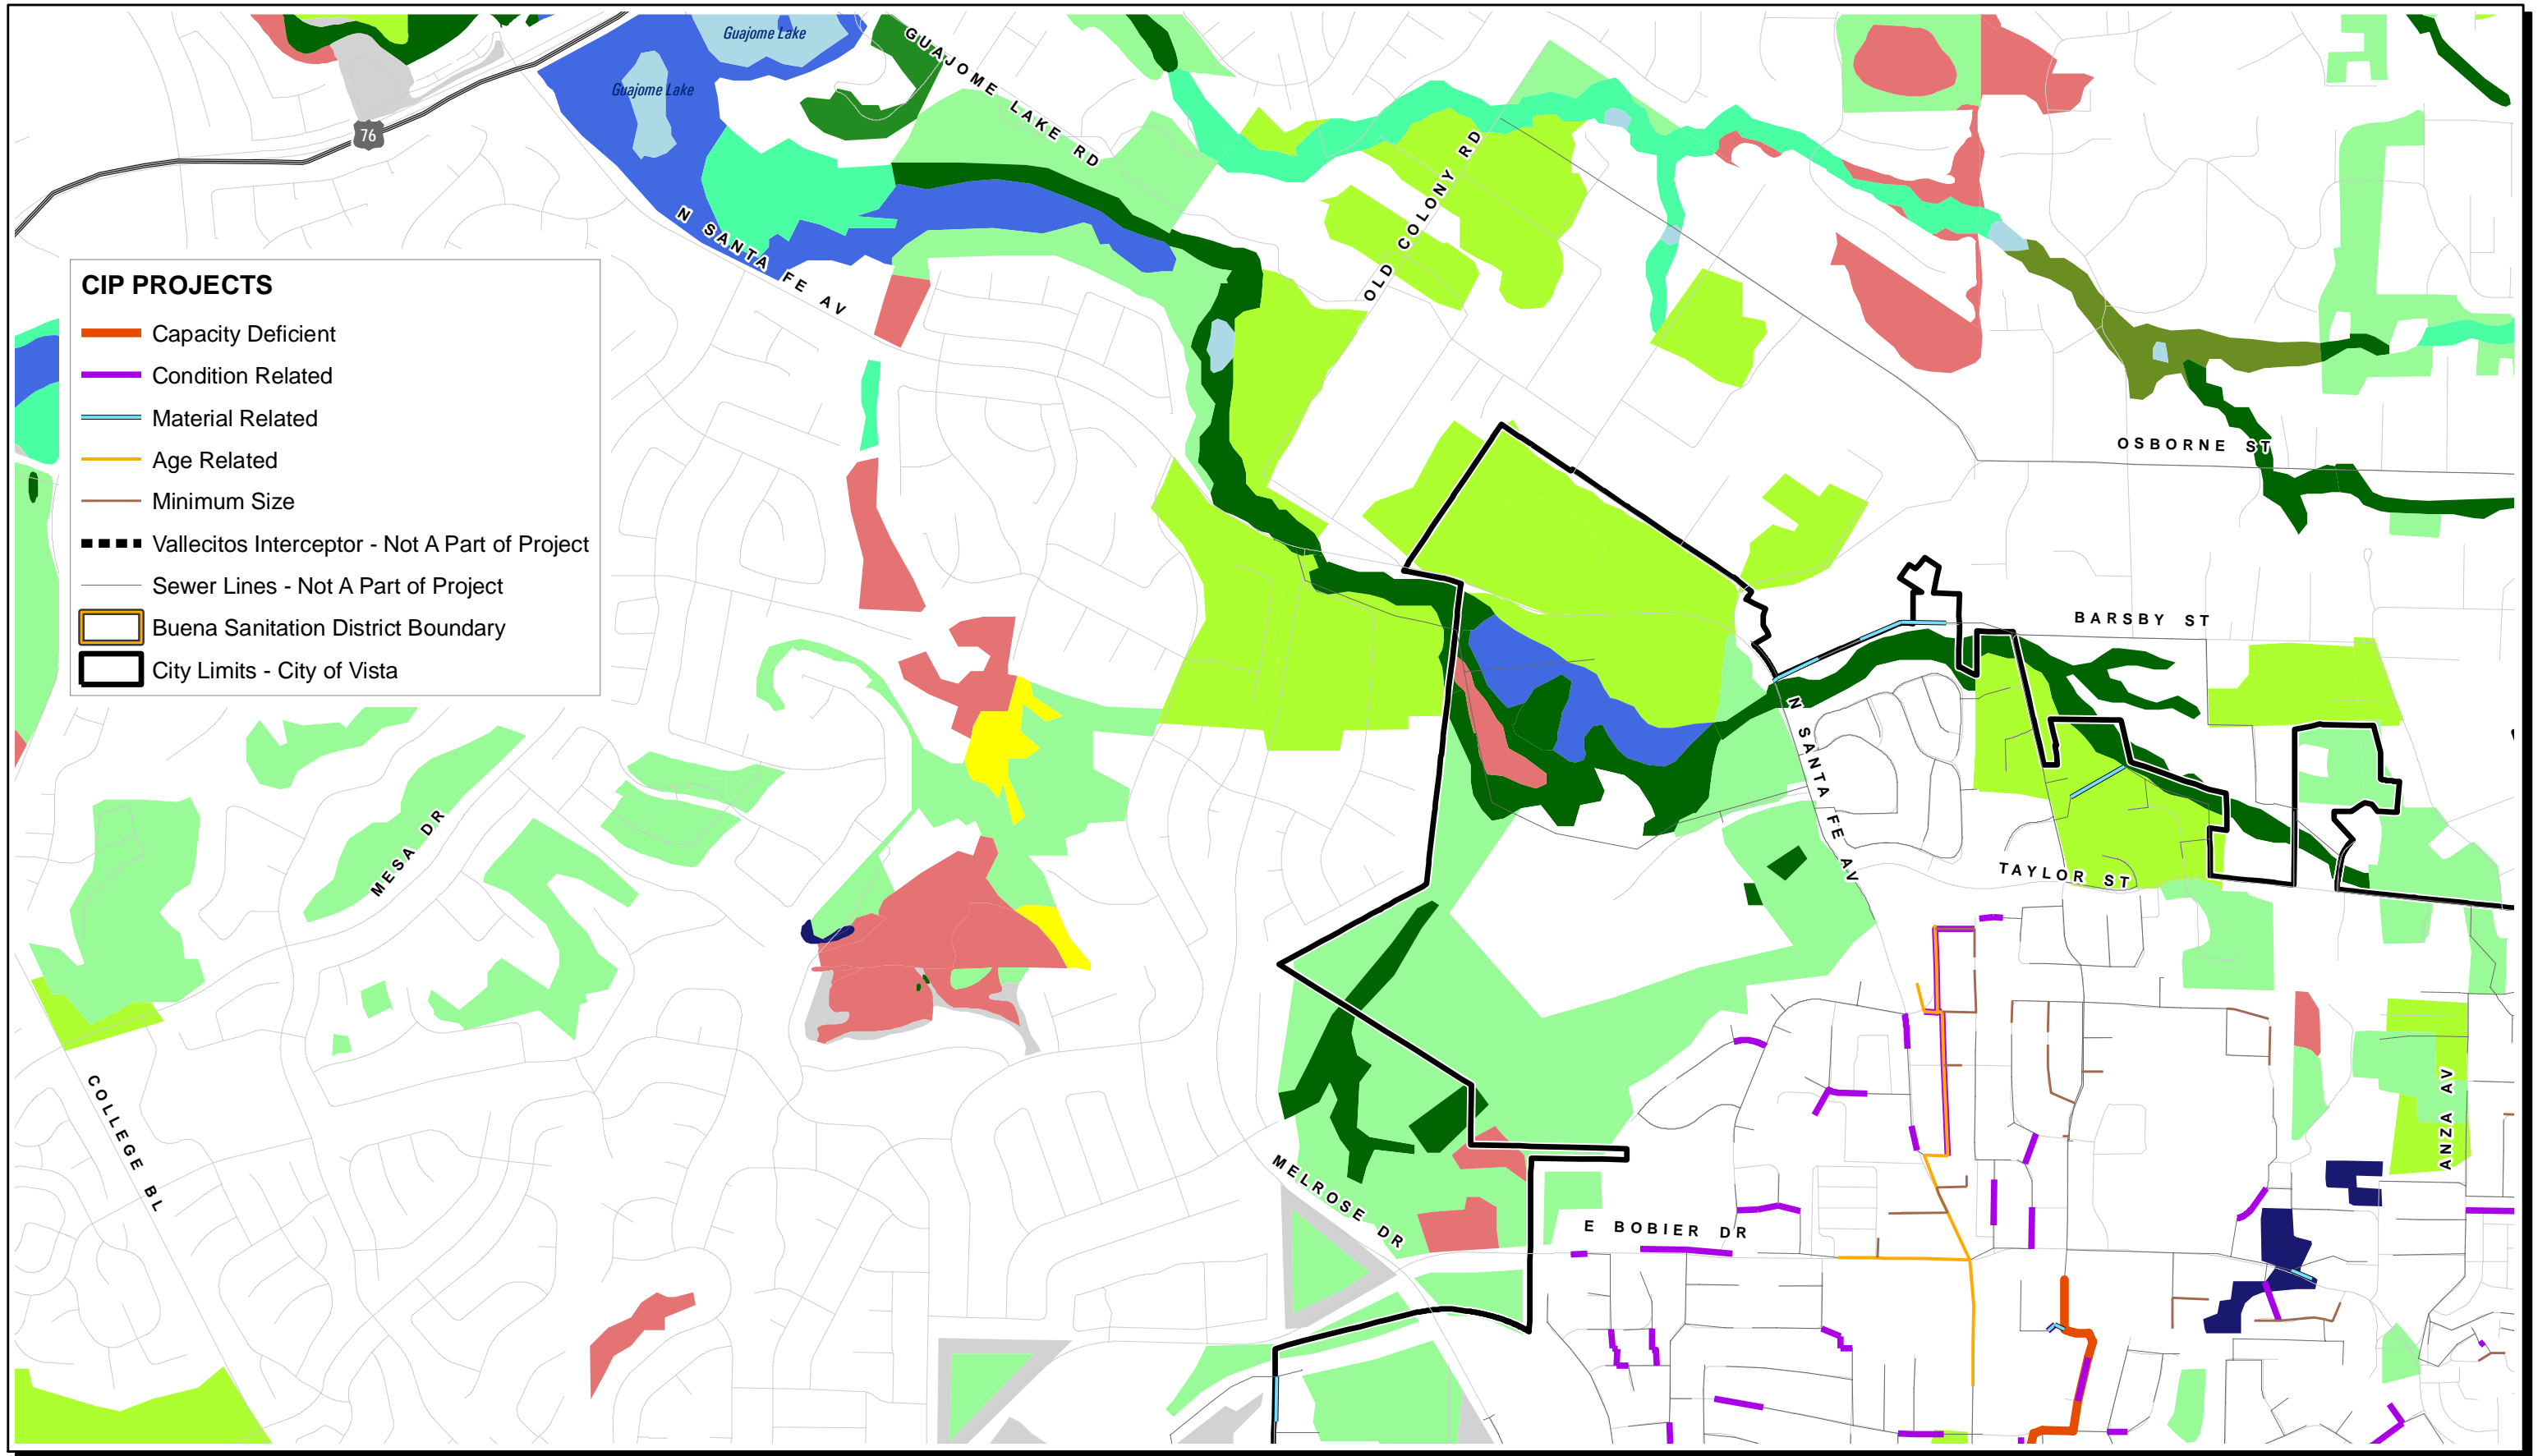 Guajome Lake
Guajome Lake
GUAJOME LAKE RD
76
OLD COLONY RD
N SANTA FE AV
CIP PROJECTS
Capacity Deficient
Condition Related
Material Related
Age Related
Minimum Size
Vallecitos Interceptor - Not A Part of Project
Sewer Lines - Not A Part of Project
Buena Sanitation District Boundary
City Limits - City of Vista
OSBORNE ST
BARSBY ST
N SANTA FE AV
MESA DR
TAYLOR ST
COLLEGE BL
ANZA AV
MELROSE DR
E BOBIER DR